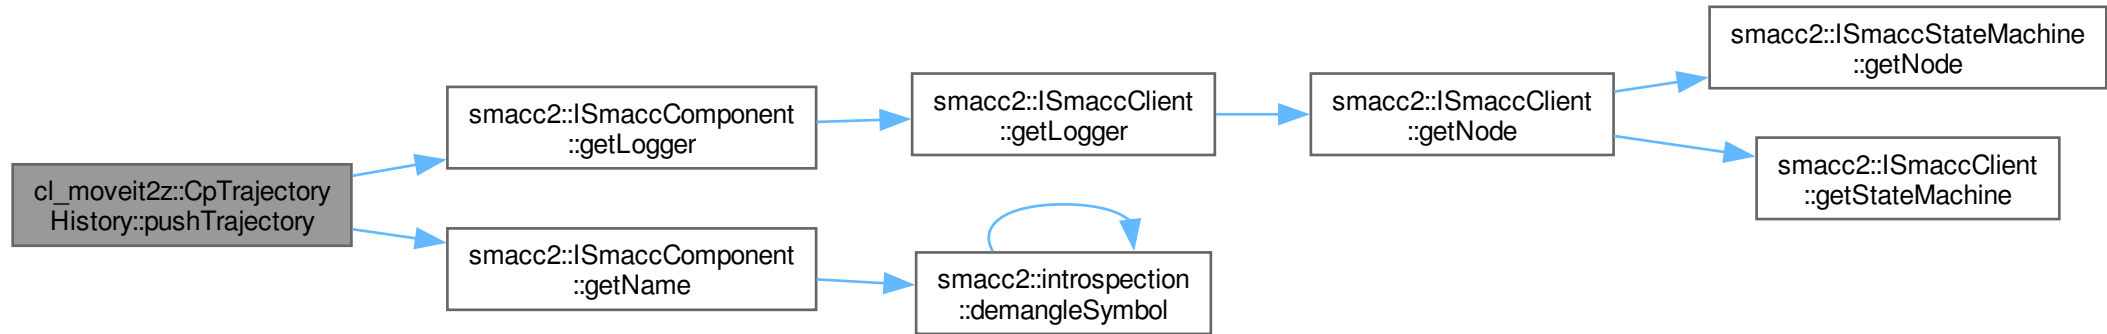 cl_moveit2z::CpTrajectory
History::pushTrajectory
smacc2::ISmaccComponent
::getLogger
smacc2::ISmaccClient
::getLogger
smacc2::ISmaccClient
::getNode
smacc2::ISmaccStateMachine
::getNode
smacc2::ISmaccClient
::getStateMachine
smacc2::ISmaccComponent
::getName
smacc2::introspection
::demangleSymbol